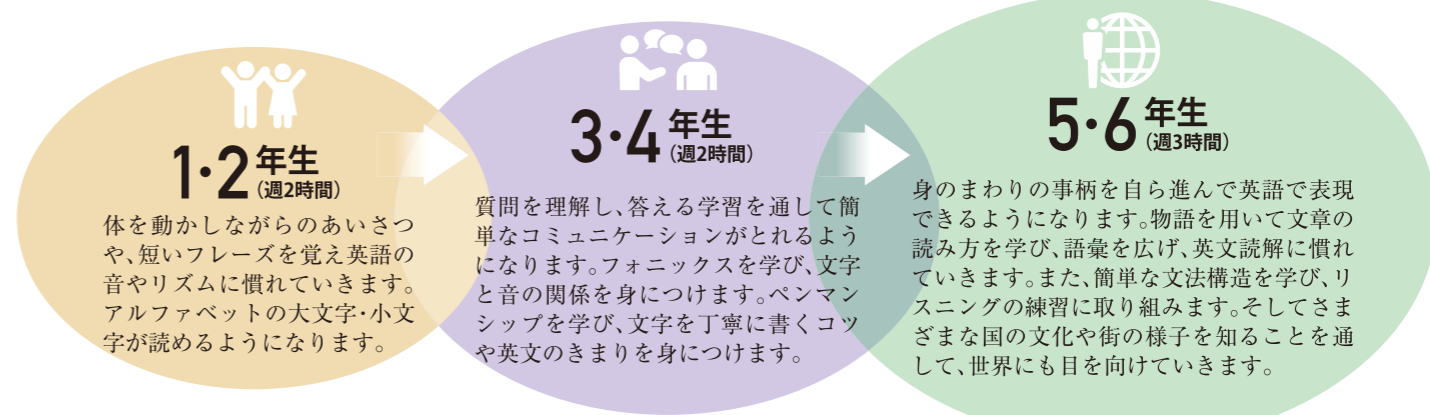 1・2年生
(週2時間)
体を動かしながらのあいさつ
や、短いフレーズを覚え英語の
音やリズムに慣れていきます。
アルファベットの大文字・小文
字が読めるようになります。
3・4年生
(週2時間)
質問を理解し、答える学習を通して簡
単なコミュニケーションがとれるよう
になります。フォニックスを学び、文字
と音の関係を身につけます。ペンマン
シップを学び、文字を丁寧に書くコツ
や英文のきまりを身につけます。
5・6年生
(週3時間)
身のまわりの事柄を自ら進んで英語で表現
できるようになります。物語を用いて文章の
読み方を学び、語彙を広げ、英文読解に慣れ
ていきます。また、簡単な文法構造を学び、リ
スニングの練習に取り組みます。そしてさま
ざまな国の文化や街の様子を知ることを通
して、世界にも目を向けていきます。